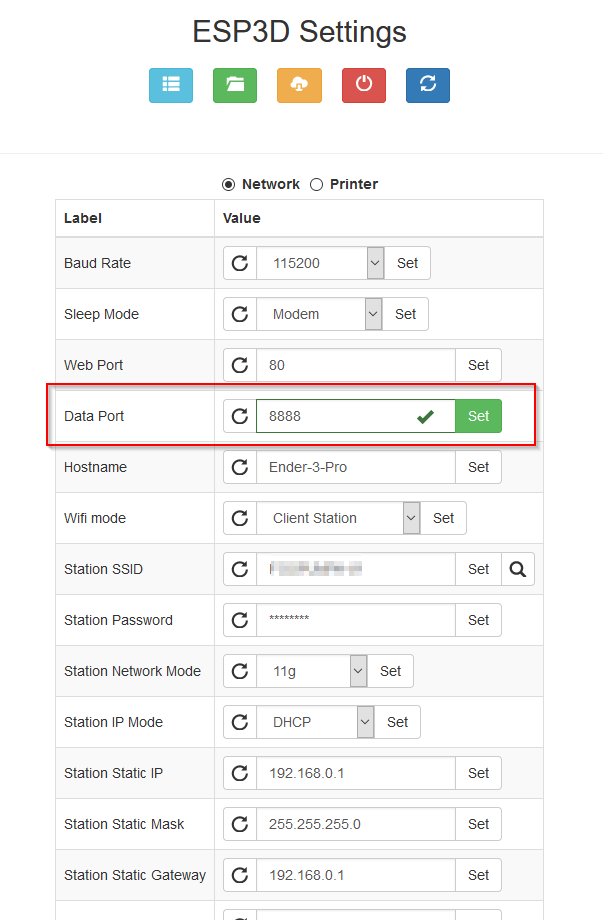 ESP3D Settings
Network Printer
Label Value
Baud Rate 115200 Set
Sleep Mode Modem Set
Web Port 80 Set
Data Port 8888 Set
Hostname Ender-3-Pro Set
Wifi mode Client Station Set
Station SSID Set
Station Password ******** Set
Station Network Mode 11g Set
Station IP Mode DHCP Set
Station Static IP 192.168.0.1 Set
Station Static Mask 255.255.255.0 Set
Station Static Gateway 192.168.0.1 Set